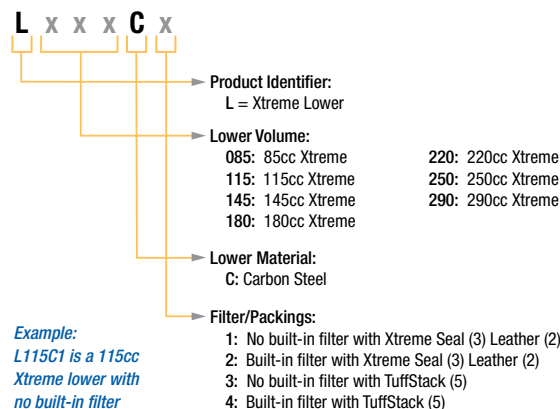 L x x x C x
Product Identifier:
L = Xtreme Lower
Lower Volume:
085: 85cc Xtreme 220: 220cc Xtreme
115: 115cc Xtreme 250: 250cc Xtreme
145: 145cc Xtreme 290: 290cc Xtreme
180: 180cc Xtreme
Lower Material:
C: Carbon Steel
Filter/Packings:
1: No built-in filter with Xtreme Seal (3) Leather (2)
2: Built-in filter with Xtreme Seal (3) Leather (2)
3: No built-in filter with TuffStack (5)
4: Built-in filter with TuffStack (5)
Example:
L115C1 is a 115cc
Xtreme lower with
no built-in filter